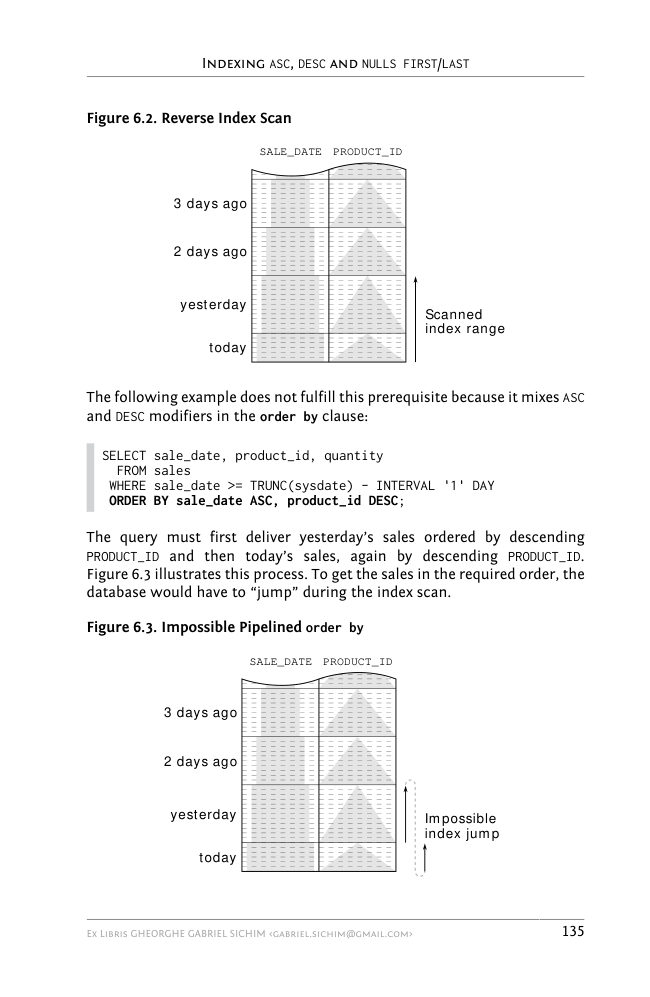 INDEXING ASC, DESC AND NULLS FIRST/LAST
Figure 6.2. Reverse Index Scan
SALE_DATE PRODUCT_ID
3 days ago
2 days ago
yesterday
today
Scanned
index range
The following example does not fulfill this prerequisite because it mixes ASC
and DESC modifiers in the order by clause:
SELECT sale_date, product_id, quantity
FROM sales
WHERE sale_date >= TRUNC(sysdate) - INTERVAL '1' DAY
ORDER BY sale_date ASC, product_id DESC;
The query must first deliver yesterday’s sales ordered by descending
PRODUCT_ID and then today’s sales, again by descending PRODUCT_ID.
Figure 6.3 illustrates this process. To get the sales in the required order, the
database would have to “jump” during the index scan.
Figure 6.3. Impossible Pipelined order by
SALE_DATE PRODUCT_ID
3 days ago
2 days ago
yesterday
today
Impossible
index jump
Ex Libris GHEORGHE GABRIEL SICHIM <gabriel.sichim@gmail.com>
135